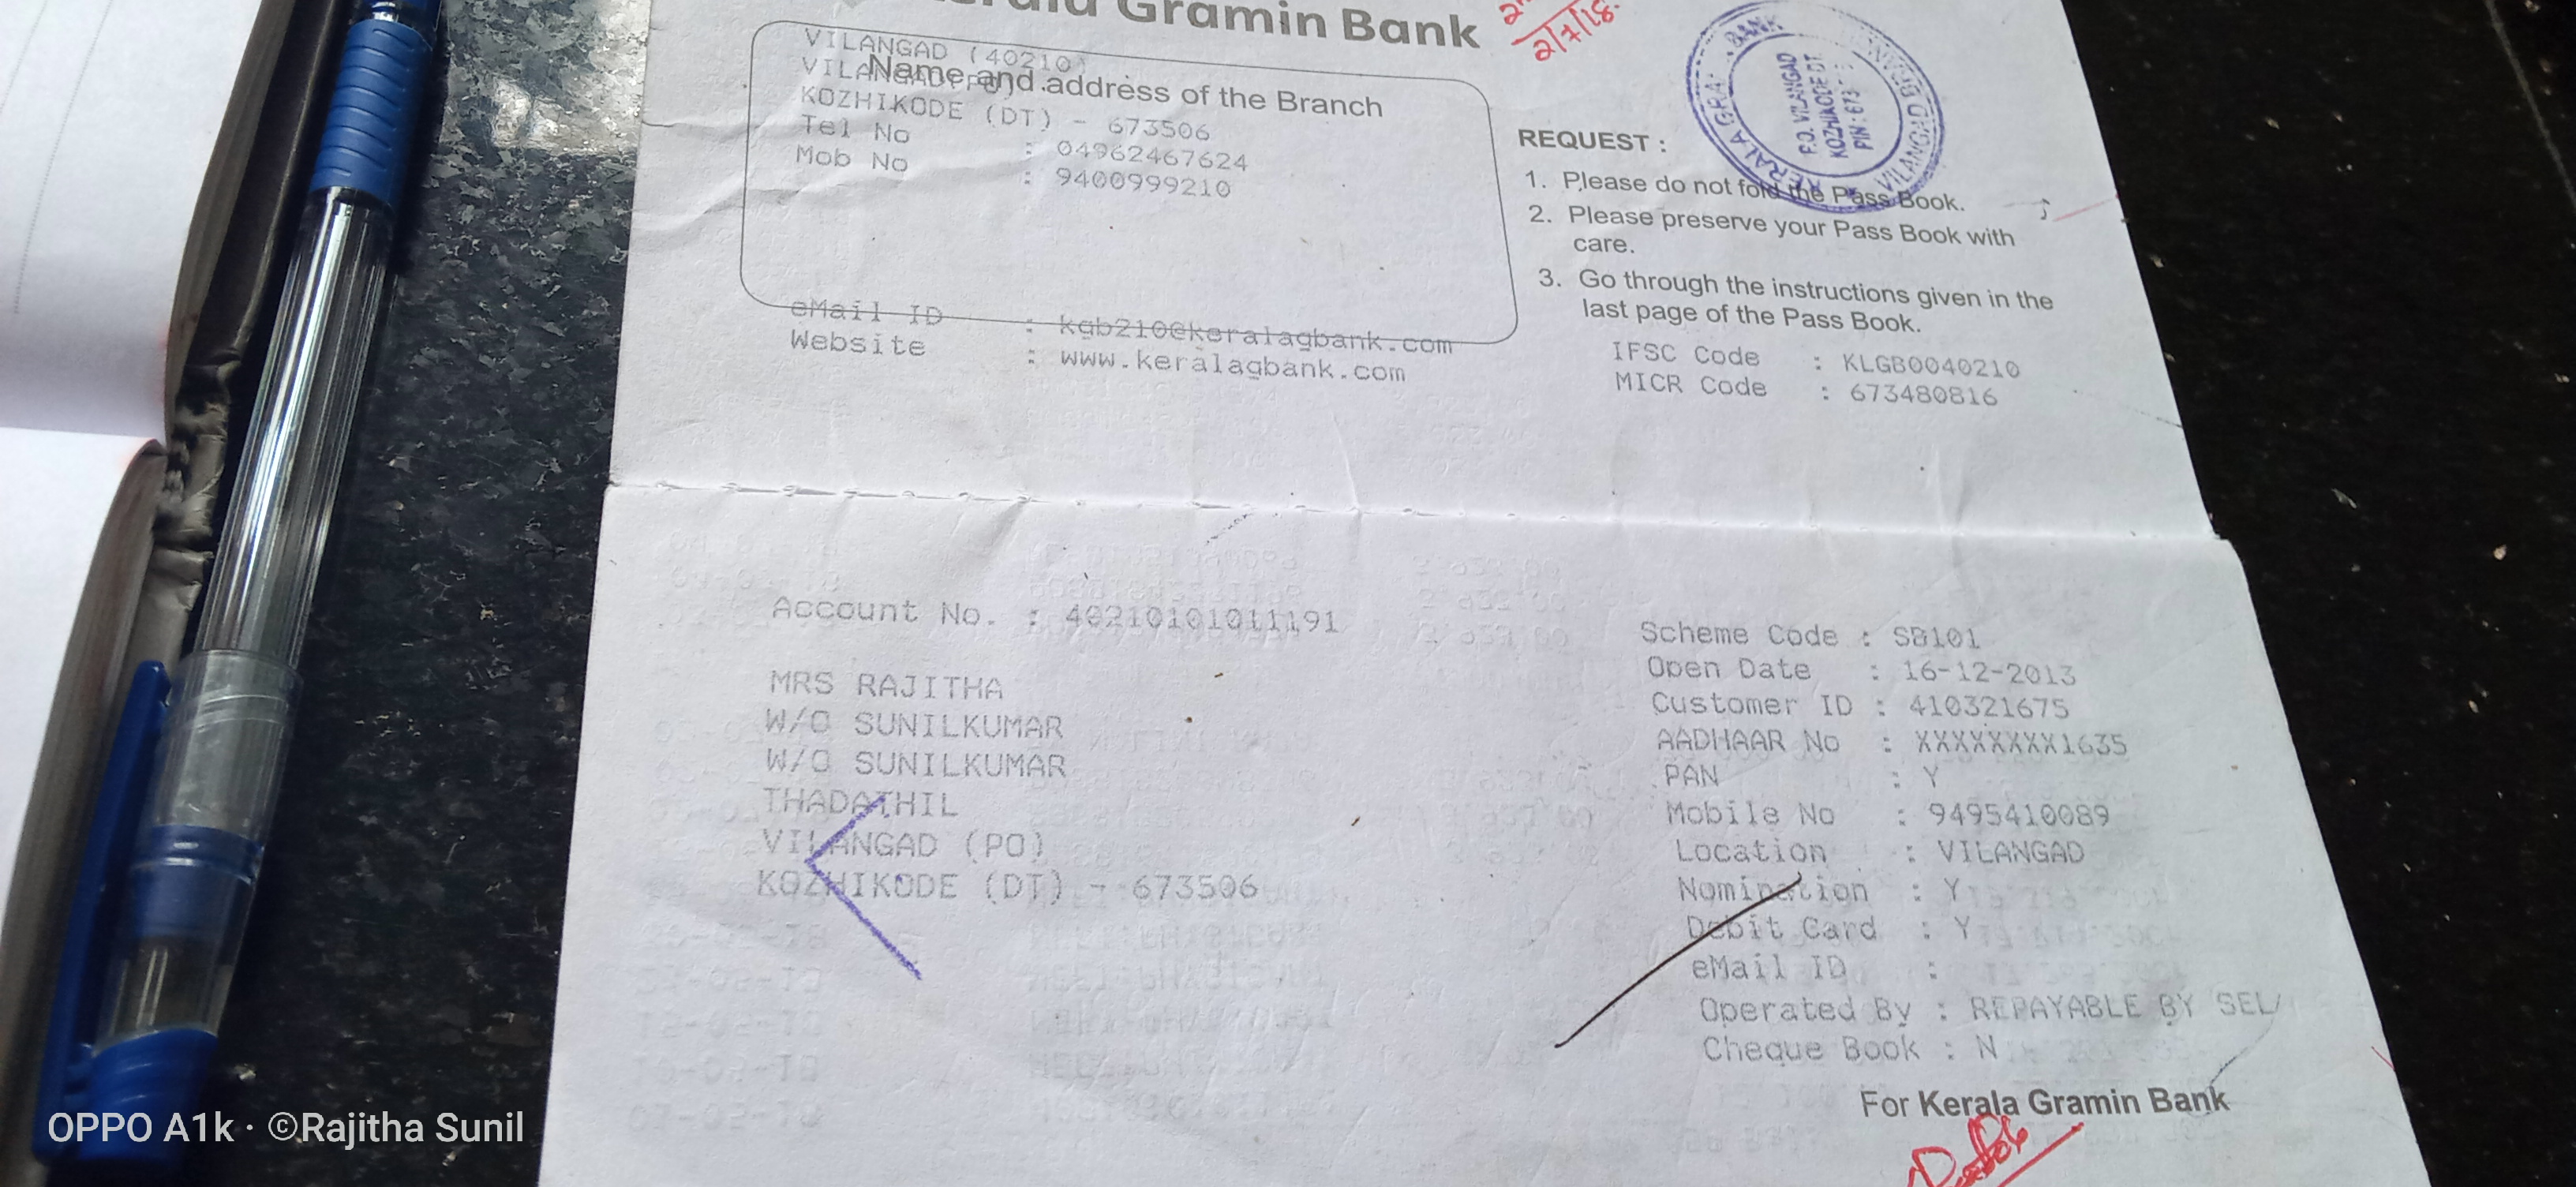 Gramin Bank
2/7/18.
VILANGAD (40210)
Name and address of the Branch
KOZHIKODE (DT) - 673506
Tel No : 04962467624
Mob No : 9400999210
eMail ID : kgb210@keralagbank.com
Website : www.keralagbank.com
KERALA GRA BANK
VILANGAD BRANC
P.O. VILANGAD
KOZHIKODE DT.
PIN : 673
REQUEST :
1. Please do not fold the Pass Book.
2. Please preserve your Pass Book with
care.
3. Go through the instructions given in the
last page of the Pass Book.
IFSC Code : KLGB0040210
MICR Code : 673480816
Account No. : 40210101011191
MRS RAJITHA
W/O SUNILKUMAR
W/O SUNILKUMAR
THADATHIL
VILANGAD (PO)
KOZHIKODE (DT) - 673506
Scheme Code : SB101
Open Date : 16-12-2013
Customer ID : 410321675
AADHAAR No : XXXXXXXX1635
PAN : Y
Mobile No : 9495410089
Location : VILANGAD
Nomination : Y
Debit Card : Y
eMail ID :
Operated By : REPAYABLE BY SEL
Cheque Book : N
For Kerala Gramin Bank
OPPO A1k · ©Rajitha Sunil